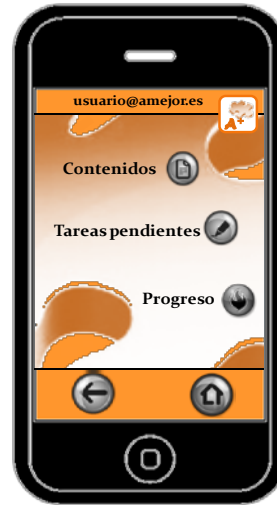 usuario@amejor.es
A+
Contenidos
Tareas pendientes
Progreso